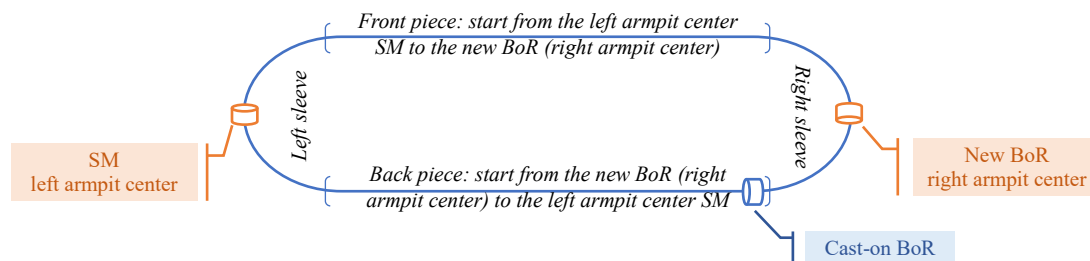 Front piece: start from the left armpit center
SM to the new BoR (right armpit center)
Left sleeve
Right sleeve
SM
left armpit center
New BoR
right armpit center
Back piece: start from the new BoR (right
armpit center) to the left armpit center SM
Cast-on BoR